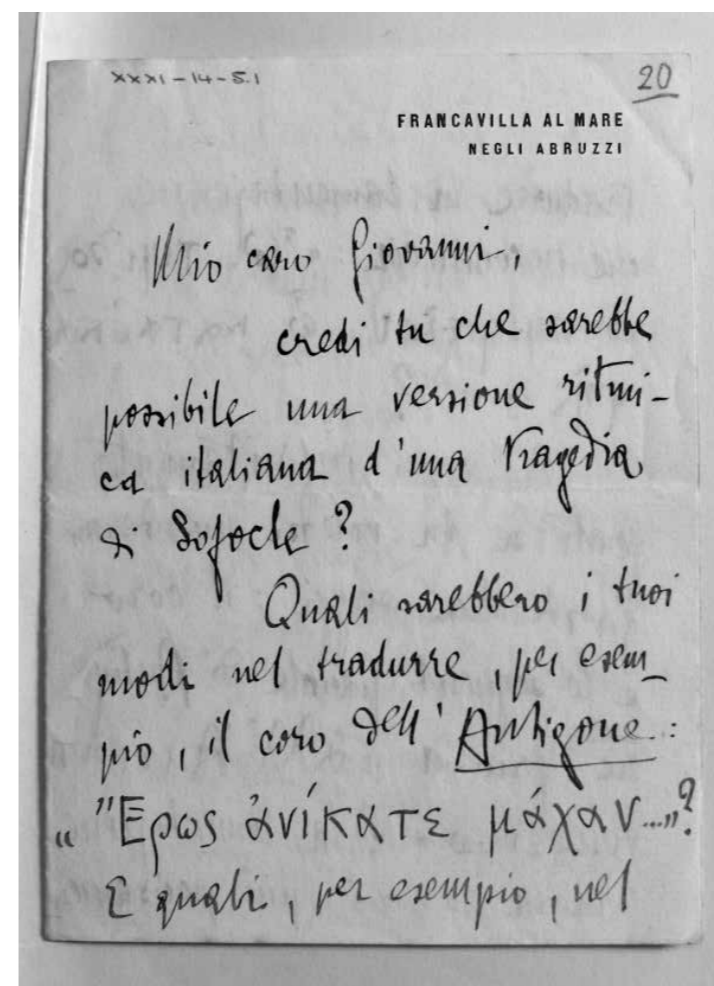 XXXI-14-5.1
20
FRANCAVILLA AL MARE
NEGLI ABRUZZI
Mio caro Giovanni,
credi tu che sarebbe
possibile una versione ritmi-
ca italiana d'una tragedia
di Sofocle?
Quali sarebbero i tuoi
modi nel tradurre, per esem-
pio, il coro dell'Antigone:
„Ἔρως ἀνίκατε μάχαν...„?
E quali, per esempio, nel